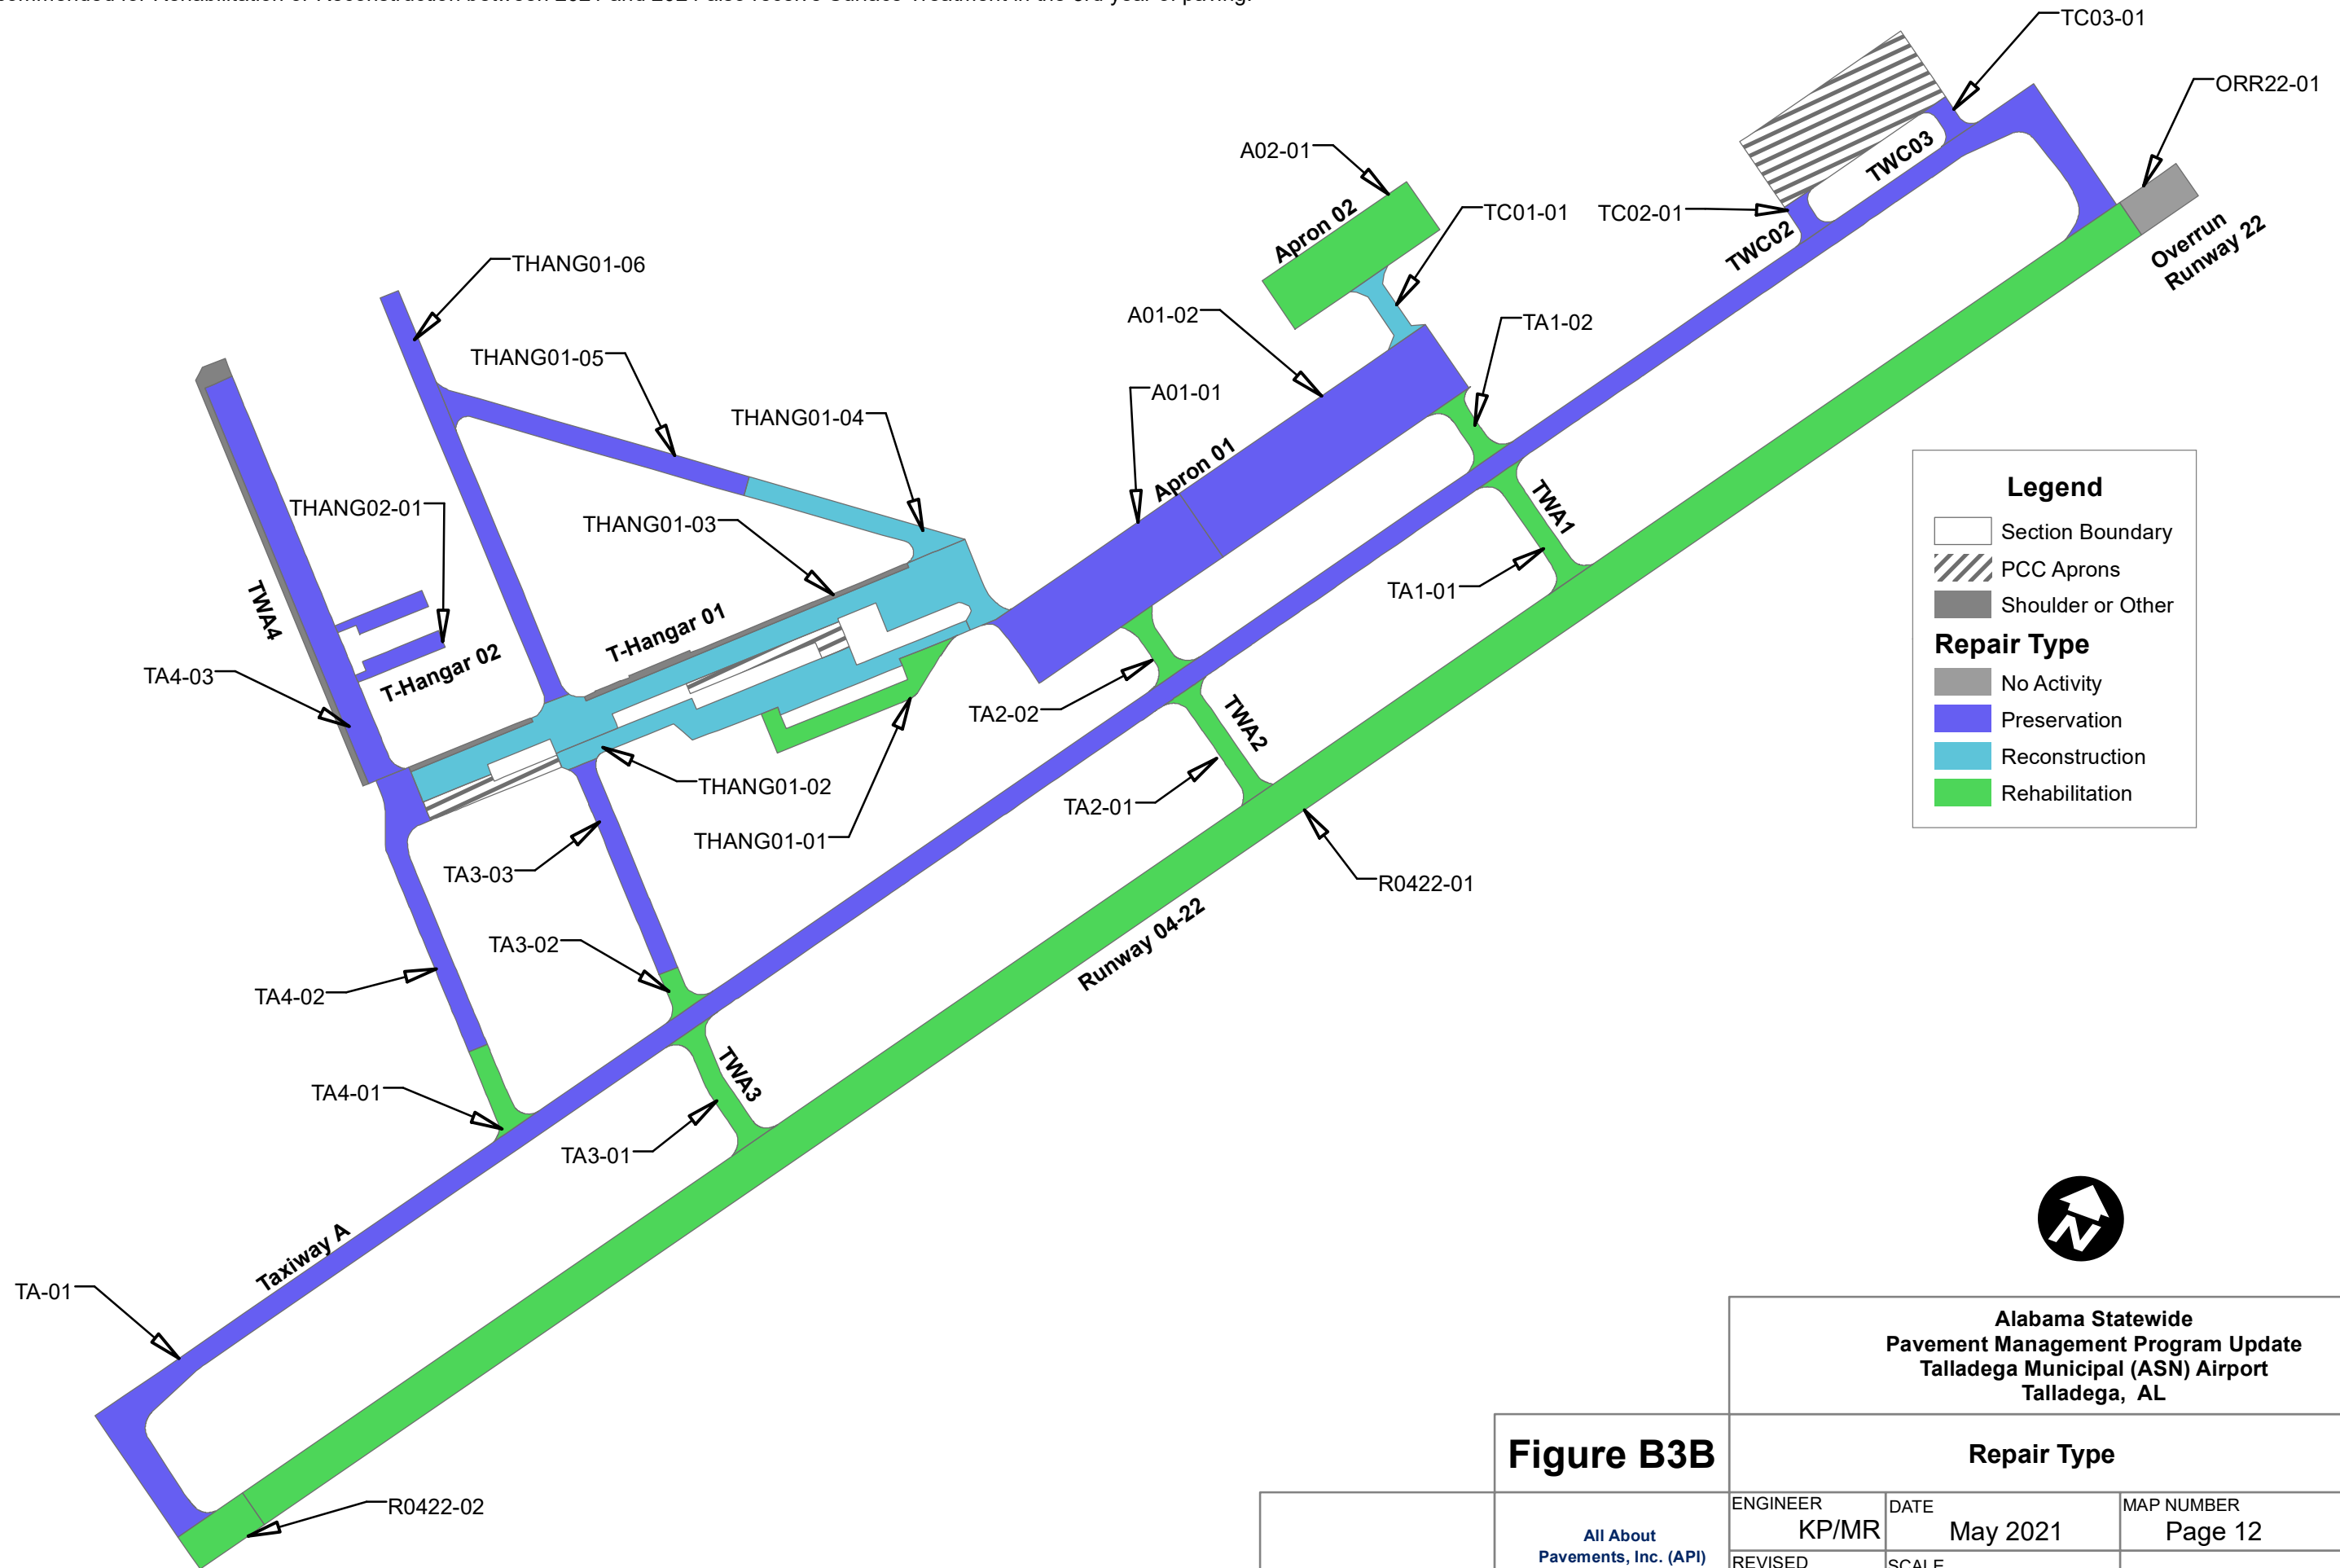 TC03-01
ORR22-01
A02-01
TWC03
Apron 02
TC01-01
TC02-01
TWC02
Overrun
Runway 22
THANG01-06
A01-02
TA1-02
THANG01-05
A01-01
THANG01-04
Apron 01
Legend
Section Boundary
PCC Aprons
Shoulder or Other
Repair Type
No Activity
Preservation
Reconstruction
Rehabilitation
THANG02-01
THANG01-03
TWA1
TA1-01
TWA4
T-Hangar 01
T-Hangar 02
TA4-03
TA2-02
TWA2
THANG01-02
TA2-01
THANG01-01
TA3-03
R0422-01
TA3-02
Runway 04-22
TA4-02
TWA3
TA4-01
TA3-01
N
Taxiway A
TA-01
R0422-02
Alabama Statewide
Pavement Management Program Update
Talladega Municipal (ASN) Airport
Talladega, AL
Figure B3B
Repair Type
ENGINEER
KP/MR
DATE
May 2021
MAP NUMBER
Page 12
All About
Pavements, Inc. (API)
REVISED
SCALE